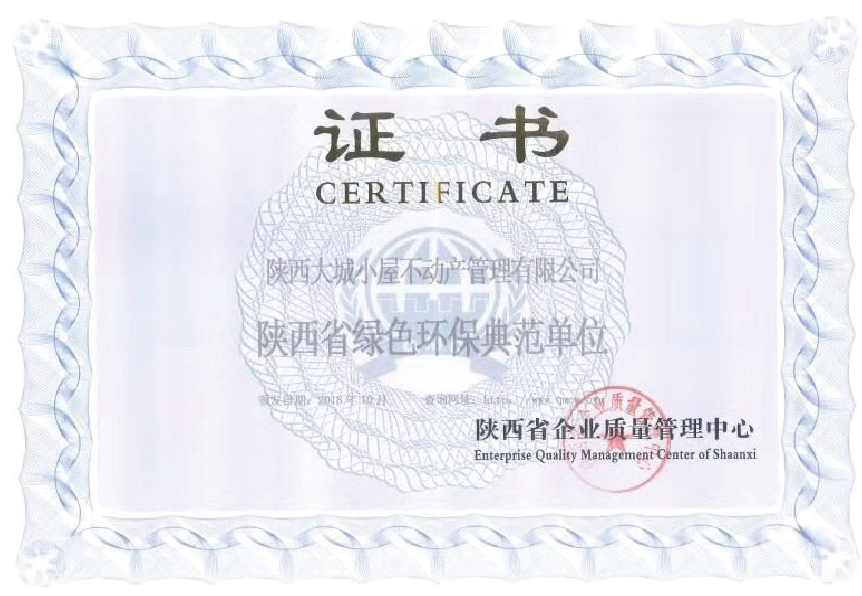 证 书
CERTIFICATE
陕西大城小屋不动产管理有限公司
陕西省绿色环保典范单位
颁发日期：2018年10月 查询网址：http://www.
陕西省企业质量管理中心
Enterprise Quality Management Center of Shaanxi